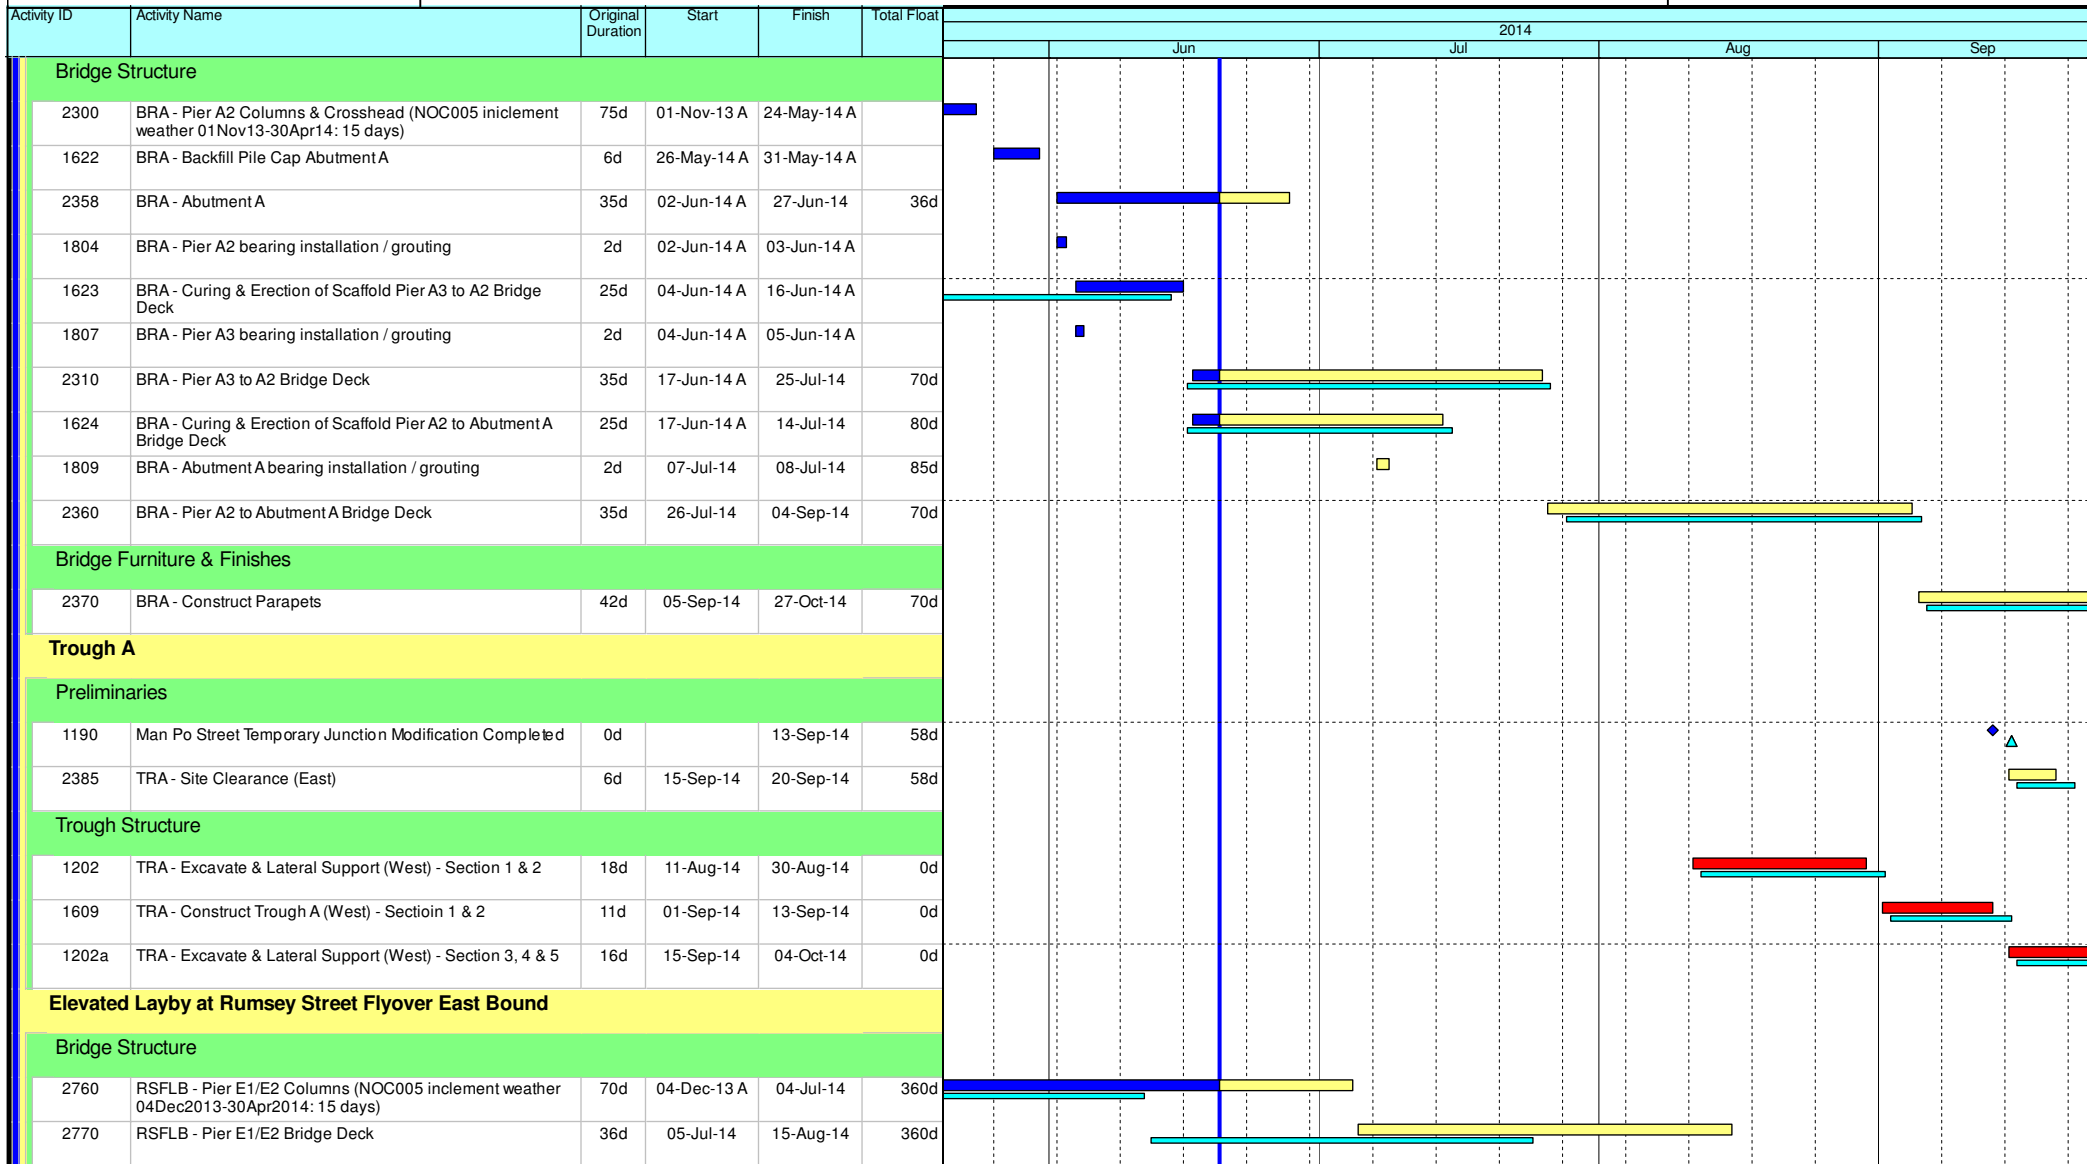 Activity ID Activity Name Original Duration Start Finish Total Float
2014
Jun Jul Aug Sep
Bridge Structure
2300 BRA - Pier A2 Columns & Crosshead (NOC005 iniclement 75d 01-Nov-13 A 24-May-14 A
weather 01Nov13-30Apr14: 15 days)
1622 BRA - Backfill Pile Cap Abutment A 6d 26-May-14 A 31-May-14 A
2358 BRA - Abutment A 35d 02-Jun-14 A 27-Jun-14 36d
1804 BRA - Pier A2 bearing installation / grouting 2d 02-Jun-14 A 03-Jun-14 A
1623 BRA - Curing & Erection of Scaffold Pier A3 to A2 Bridge 25d 04-Jun-14 A 16-Jun-14 A
Deck
1807 BRA - Pier A3 bearing installation / grouting 2d 04-Jun-14 A 05-Jun-14 A
2310 BRA - Pier A3 to A2 Bridge Deck 35d 17-Jun-14 A 25-Jul-14 70d
1624 BRA - Curing & Erection of Scaffold Pier A2 to Abutment A 25d 17-Jun-14 A 14-Jul-14 80d
Bridge Deck
1809 BRA - Abutment A bearing installation / grouting 2d 07-Jul-14 08-Jul-14 85d
2360 BRA - Pier A2 to Abutment A Bridge Deck 35d 26-Jul-14 04-Sep-14 70d
Bridge Furniture & Finishes
2370 BRA - Construct Parapets 42d 05-Sep-14 27-Oct-14 70d
Trough A
Preliminaries
1190 Man Po Street Temporary Junction Modification Completed 0d 13-Sep-14 58d
2385 TRA - Site Clearance (East) 6d 15-Sep-14 20-Sep-14 58d
Trough Structure
1202 TRA - Excavate & Lateral Support (West) - Section 1 & 2 18d 11-Aug-14 30-Aug-14 0d
1609 TRA - Construct Trough A (West) - Sectioin 1 & 2 11d 01-Sep-14 13-Sep-14 0d
1202a TRA - Excavate & Lateral Support (West) - Section 3, 4 & 5 16d 15-Sep-14 04-Oct-14 0d
Elevated Layby at Rumsey Street Flyover East Bound
Bridge Structure
2760 RSFLB - Pier E1/E2 Columns (NOC005 inclement weather 70d 04-Dec-13 A 04-Jul-14 360d
04Dec2013-30Apr2014: 15 days)
2770 RSFLB - Pier E1/E2 Bridge Deck 36d 05-Jul-14 15-Aug-14 360d